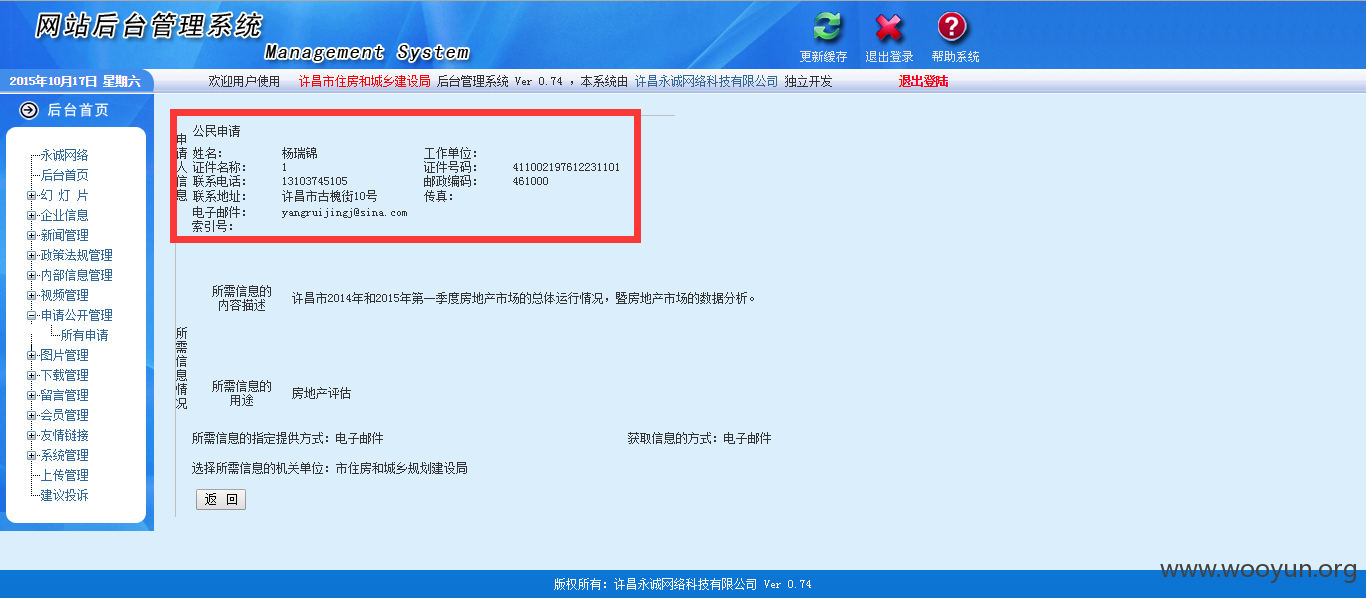 网站后台管理系统
Management System
更新缓存 退出登录 帮助系统
2015年10月17日 星期六 欢迎用户使用 许昌市住房和城乡建设局 后台管理系统 Ver 0.74 ，本系统由 许昌永诚网络科技有限公司 独立开发 退出登陆
后台首页
永诚网络
后台首页
幻 灯 片
企业信息
新闻管理
政策法规管理
内部信息管理
视频管理
申请公开管理
所有申请
图片管理
下载管理
留言管理
会员管理
友情链接
系统管理
上传管理
建议投诉
申请人信息
公民申请
姓名： 杨瑞锦 工作单位：
证件名称： 1 证件号码： 411002197612231101
联系电话： 13103745105 邮政编码： 461000
联系地址： 许昌市古槐街10号 传真：
电子邮件： yangruijingj@sina.com
索引号：
所需信息情况
所需信息的
内容描述
许昌市2014年和2015年第一季度房地产市场的总体运行情况，暨房地产市场的数据分析。
所需信息的
用途
房地产评估
所需信息的指定提供方式：电子邮件 获取信息的方式：电子邮件
选择所需信息的机关单位：市住房和城乡规划建设局
返 回
www.wooyun.org
版权所有：许昌永诚网络科技有限公司 Ver 0.74